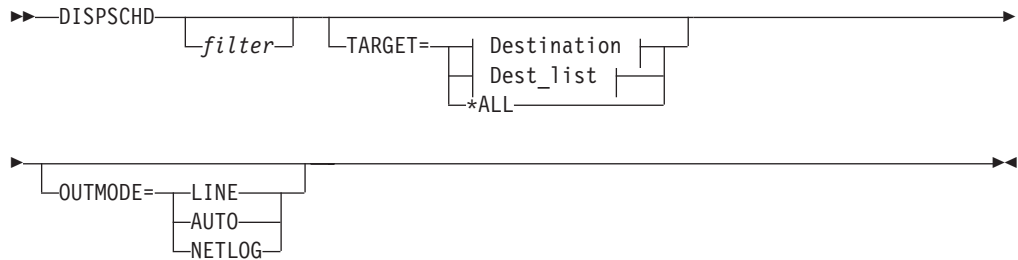 DISPSCHD
filter
TARGET=
Destination
Dest_list
*ALL
OUTMODE=
LINE
AUTO
NETLOG